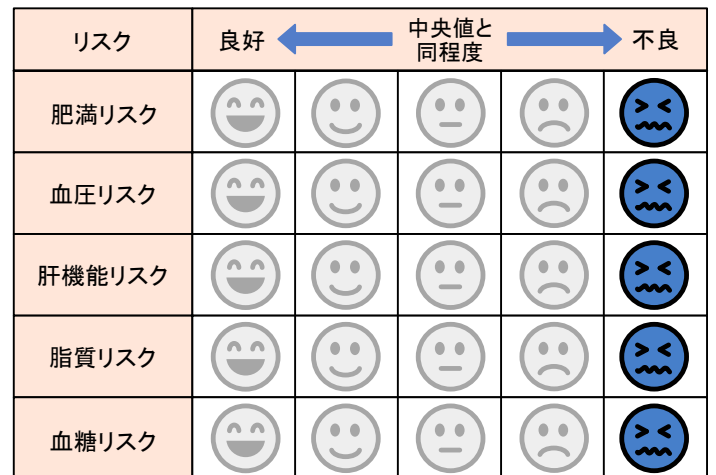 リスク
良好
中央値と
同程度
不良
肥満リスク
血圧リスク
肝機能リスク
脂質リスク
血糖リスク